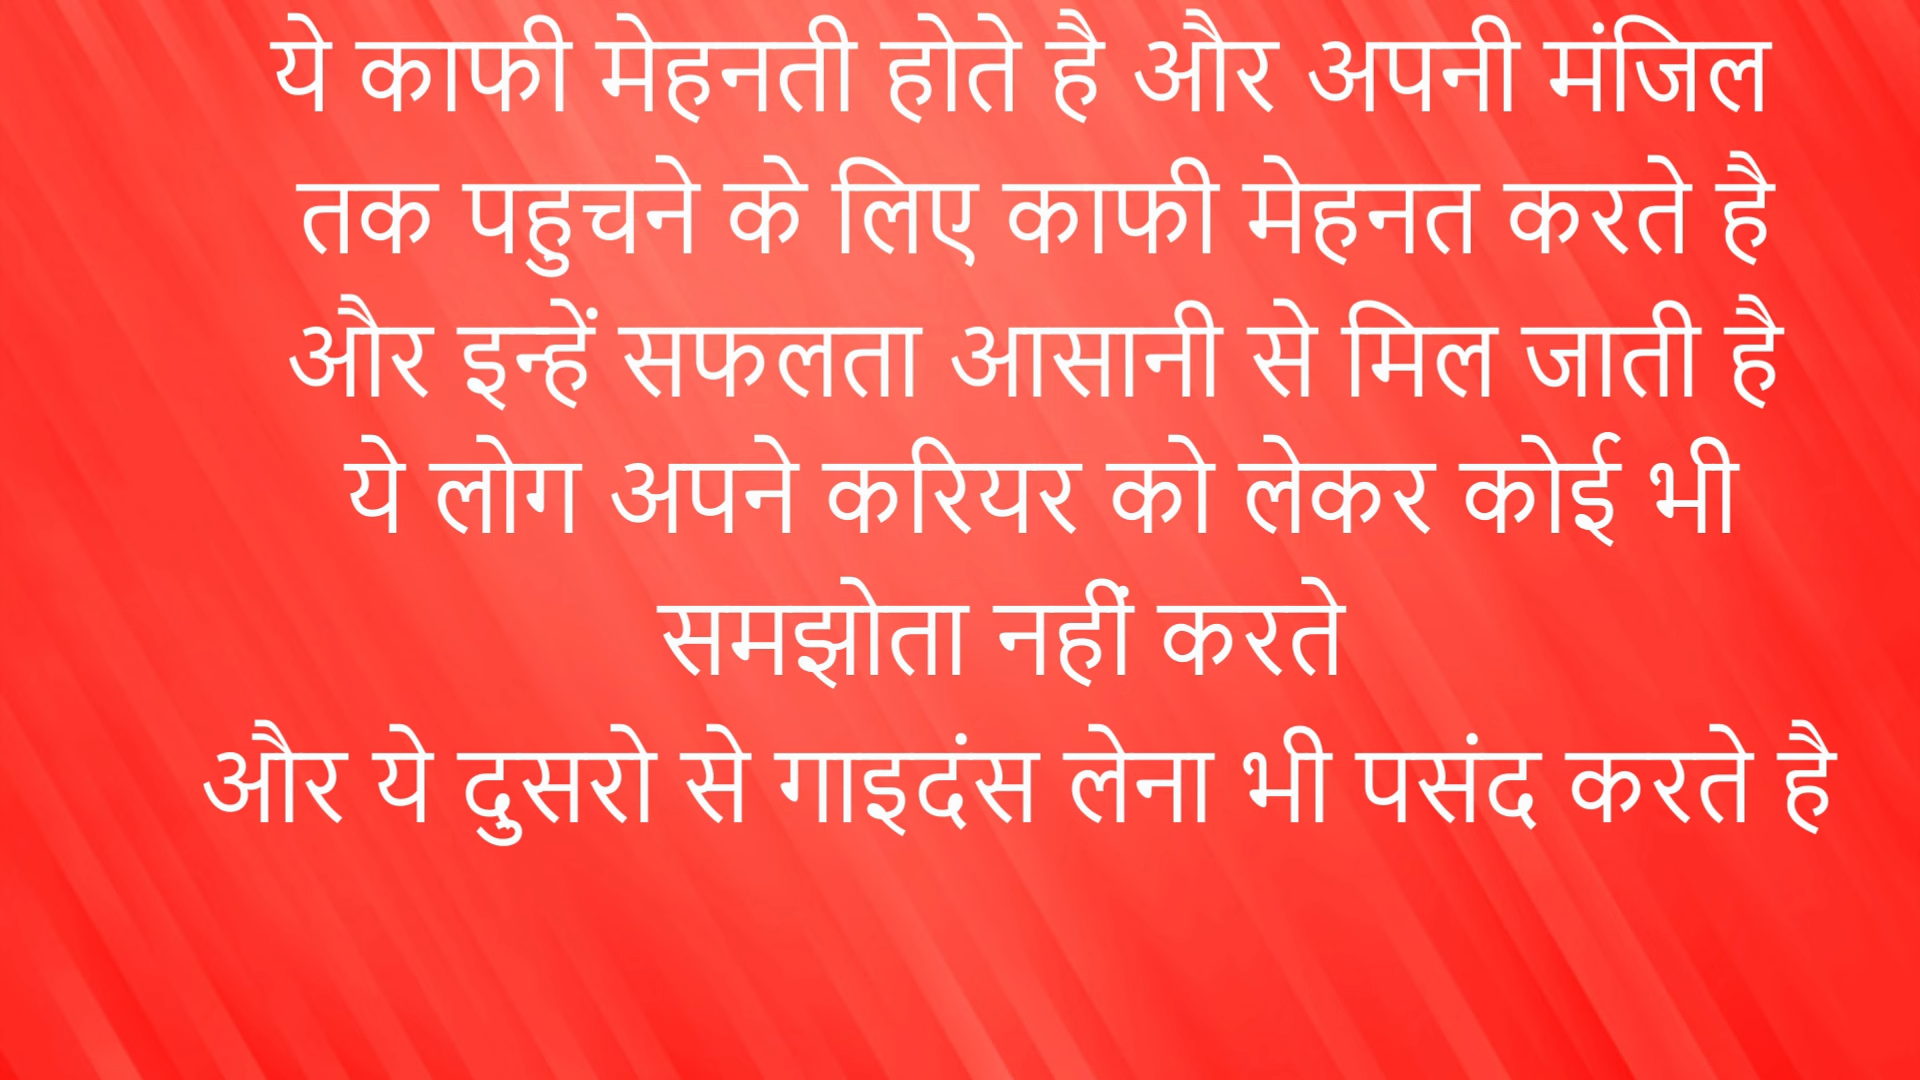 ये काफी मेहनती होते है और अपनी मंजिल
तक पहुचने के लिए काफी मेहनत करते है
और इन्हें सफलता आसानी से मिल जाती है
ये लोग अपने करियर को लेकर कोई भी
समझोता नहीं करते
और ये दुसरो से गाइदंस लेना भी पसंद करते है